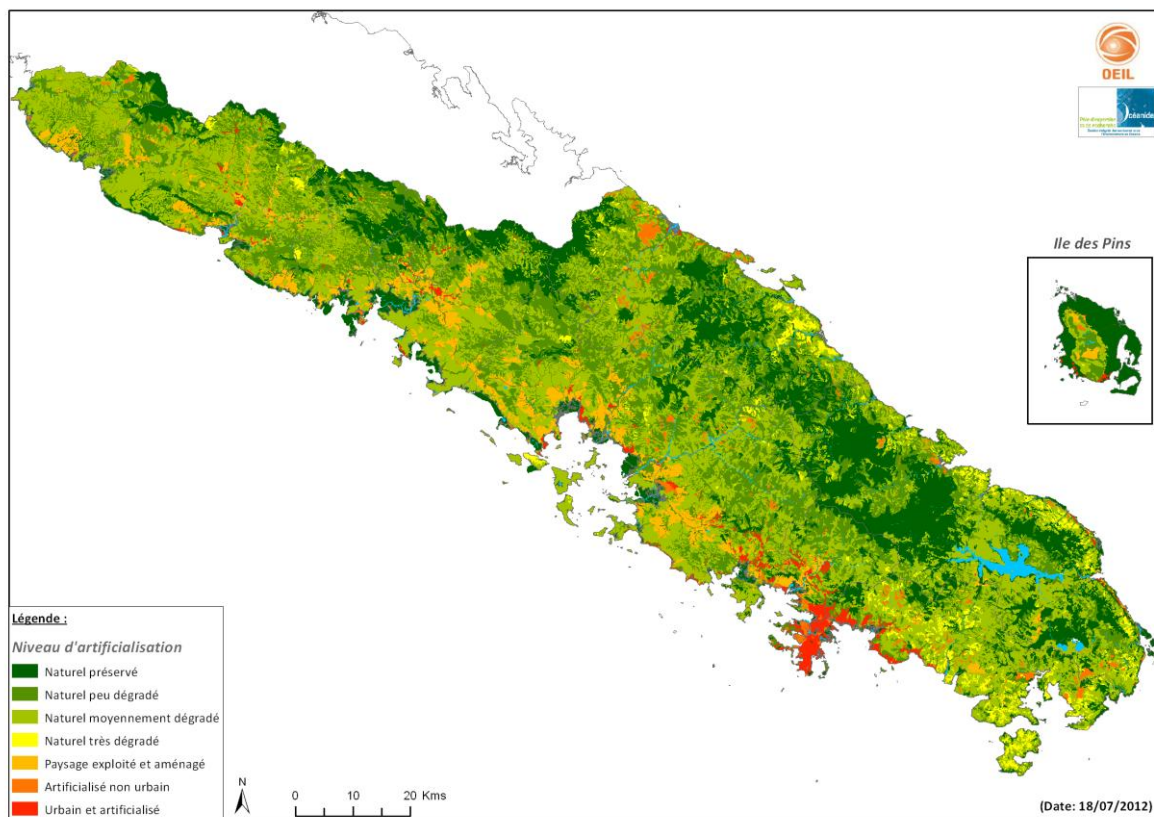 OEIL
Océanide
Ile des Pins
Légende :
Niveau d'artificialisation
Naturel préservé
Naturel peu dégradé
Naturel moyennement dégradé
Naturel très dégradé
Paysage exploité et aménagé
Artificialisé non urbain
Urbain et artificialisé
N
0 10 20 Kms
(Date: 18/07/2012)